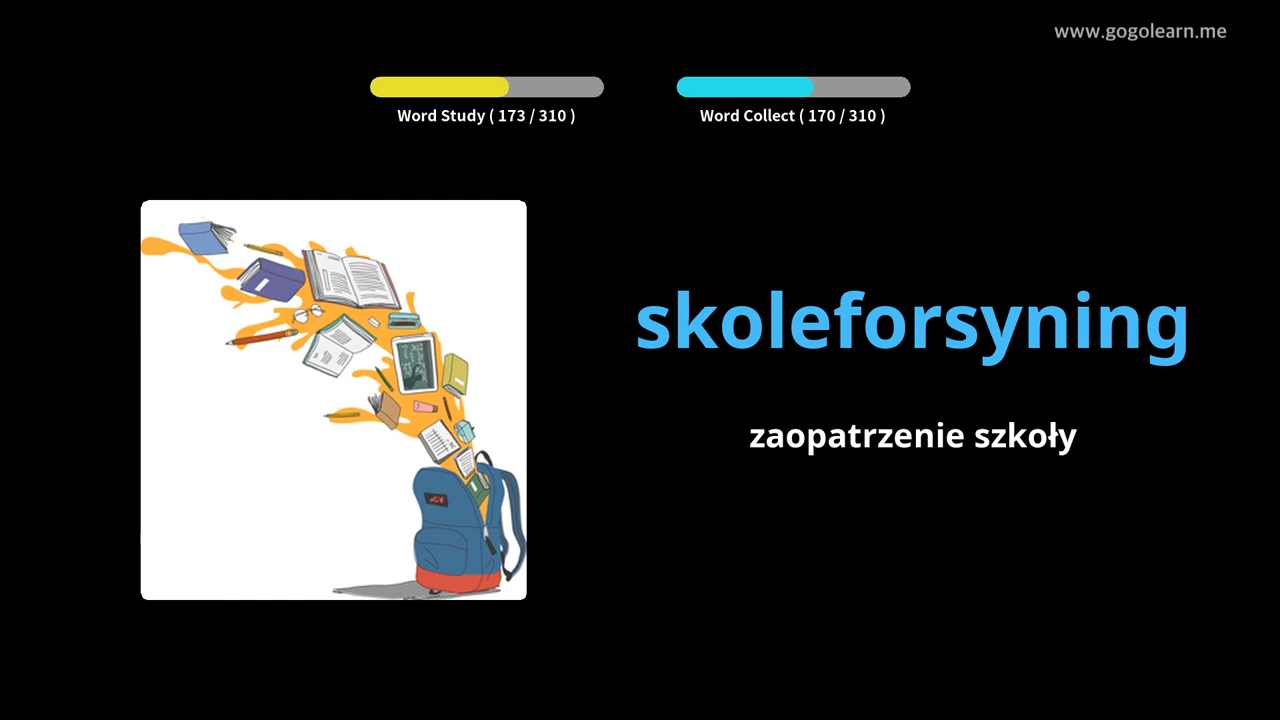 www.gogolearn.me
Word Study ( 173 / 310 )
Word Collect ( 170 / 310 )
skoleforsyning
zaopatrzenie szkoły